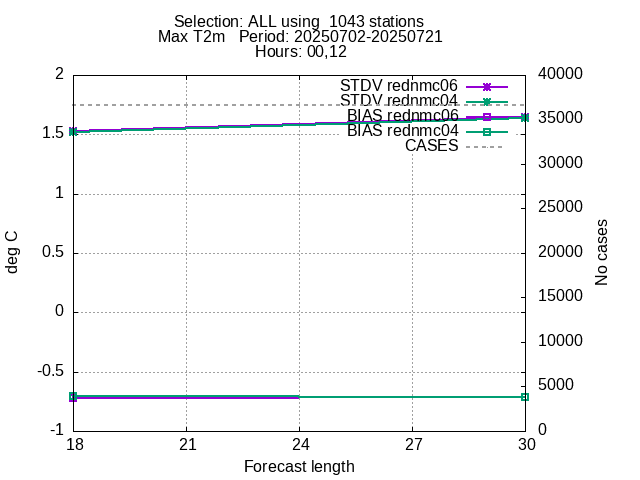 Selection: ALL using  1043 stations
Max T2m   Period: 20250702-20250721
Hours: 00,12
2
1.5
1
0.5
0
-0.5
-1
40000
35000
30000
25000
20000
15000
10000
5000
0
STDV rednmc06
STDV rednmc04
BIAS rednmc06
BIAS rednmc04
CASES
deg C
No cases
18
21
24
27
30
Forecast length